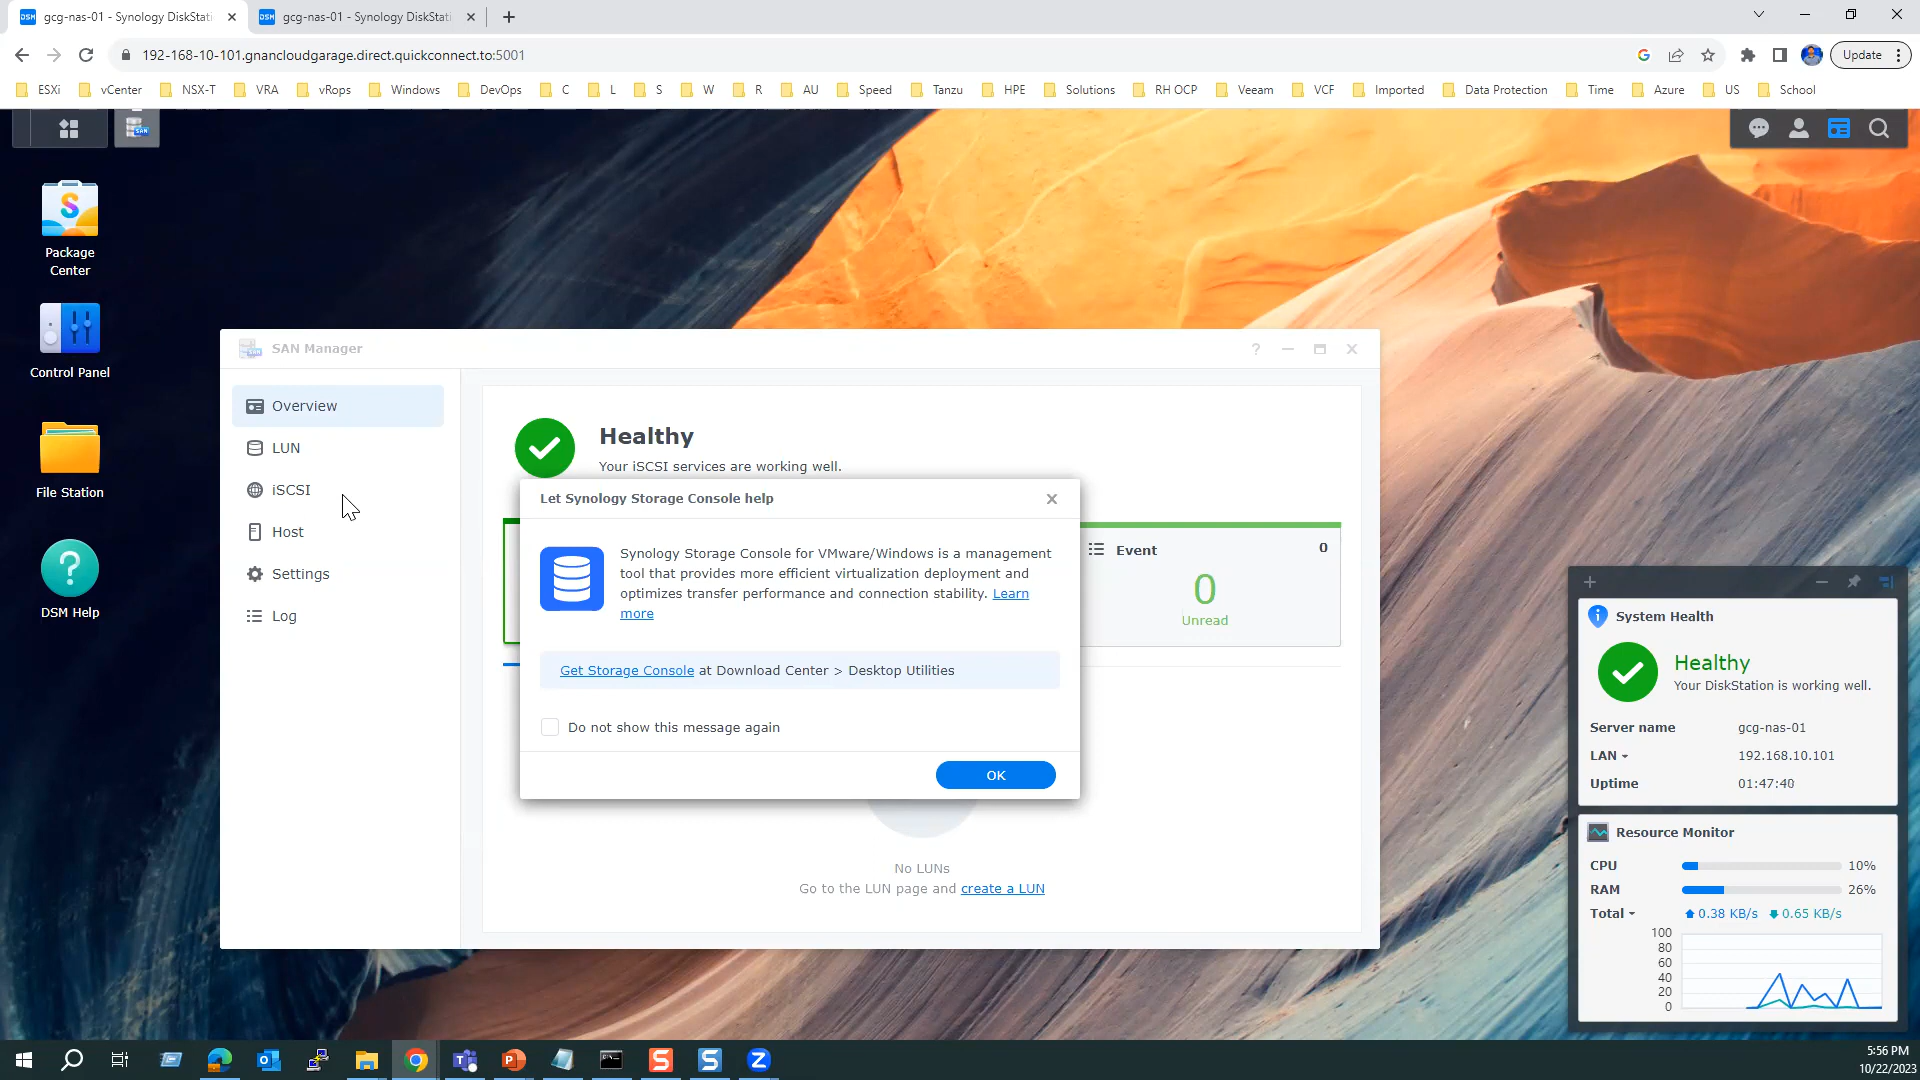 gcg-nas-01 - Synology DiskStati
gcg-nas-01 - Synology DiskStati
192-168-10-101.gnancloudgarage.direct.quickconnect.to:5001
Update
ESXi
vCenter
NSX-T
VRA
vRops
Windows
DevOps
C
L
S
W
R
AU
Speed
Tanzu
HPE
Solutions
RH OCP
Veeam
VCF
Imported
Data Protection
Time
Azure
US
School
Package
Center
Control Panel
File Station
DSM Help
SAN Manager
Overview
LUN
iSCSI
Host
Settings
Log
Healthy
Your iSCSI services are working well.
Let Synology Storage Console help
Synology Storage Console for VMware/Windows is a management
tool that provides more efficient virtualization deployment and
optimizes transfer performance and connection stability. Learn
more
Get Storage Console at Download Center > Desktop Utilities
Do not show this message again
OK
Event 0
0
Unread
No LUNs
Go to the LUN page and create a LUN
System Health
Healthy
Your DiskStation is working well.
Server name gcg-nas-01
LAN 192.168.10.101
Uptime 01:47:40
Resource Monitor
CPU 10%
RAM 26%
Total 0.38 KB/s 0.65 KB/s
100
80
60
40
20
0
5:56 PM
10/22/2023